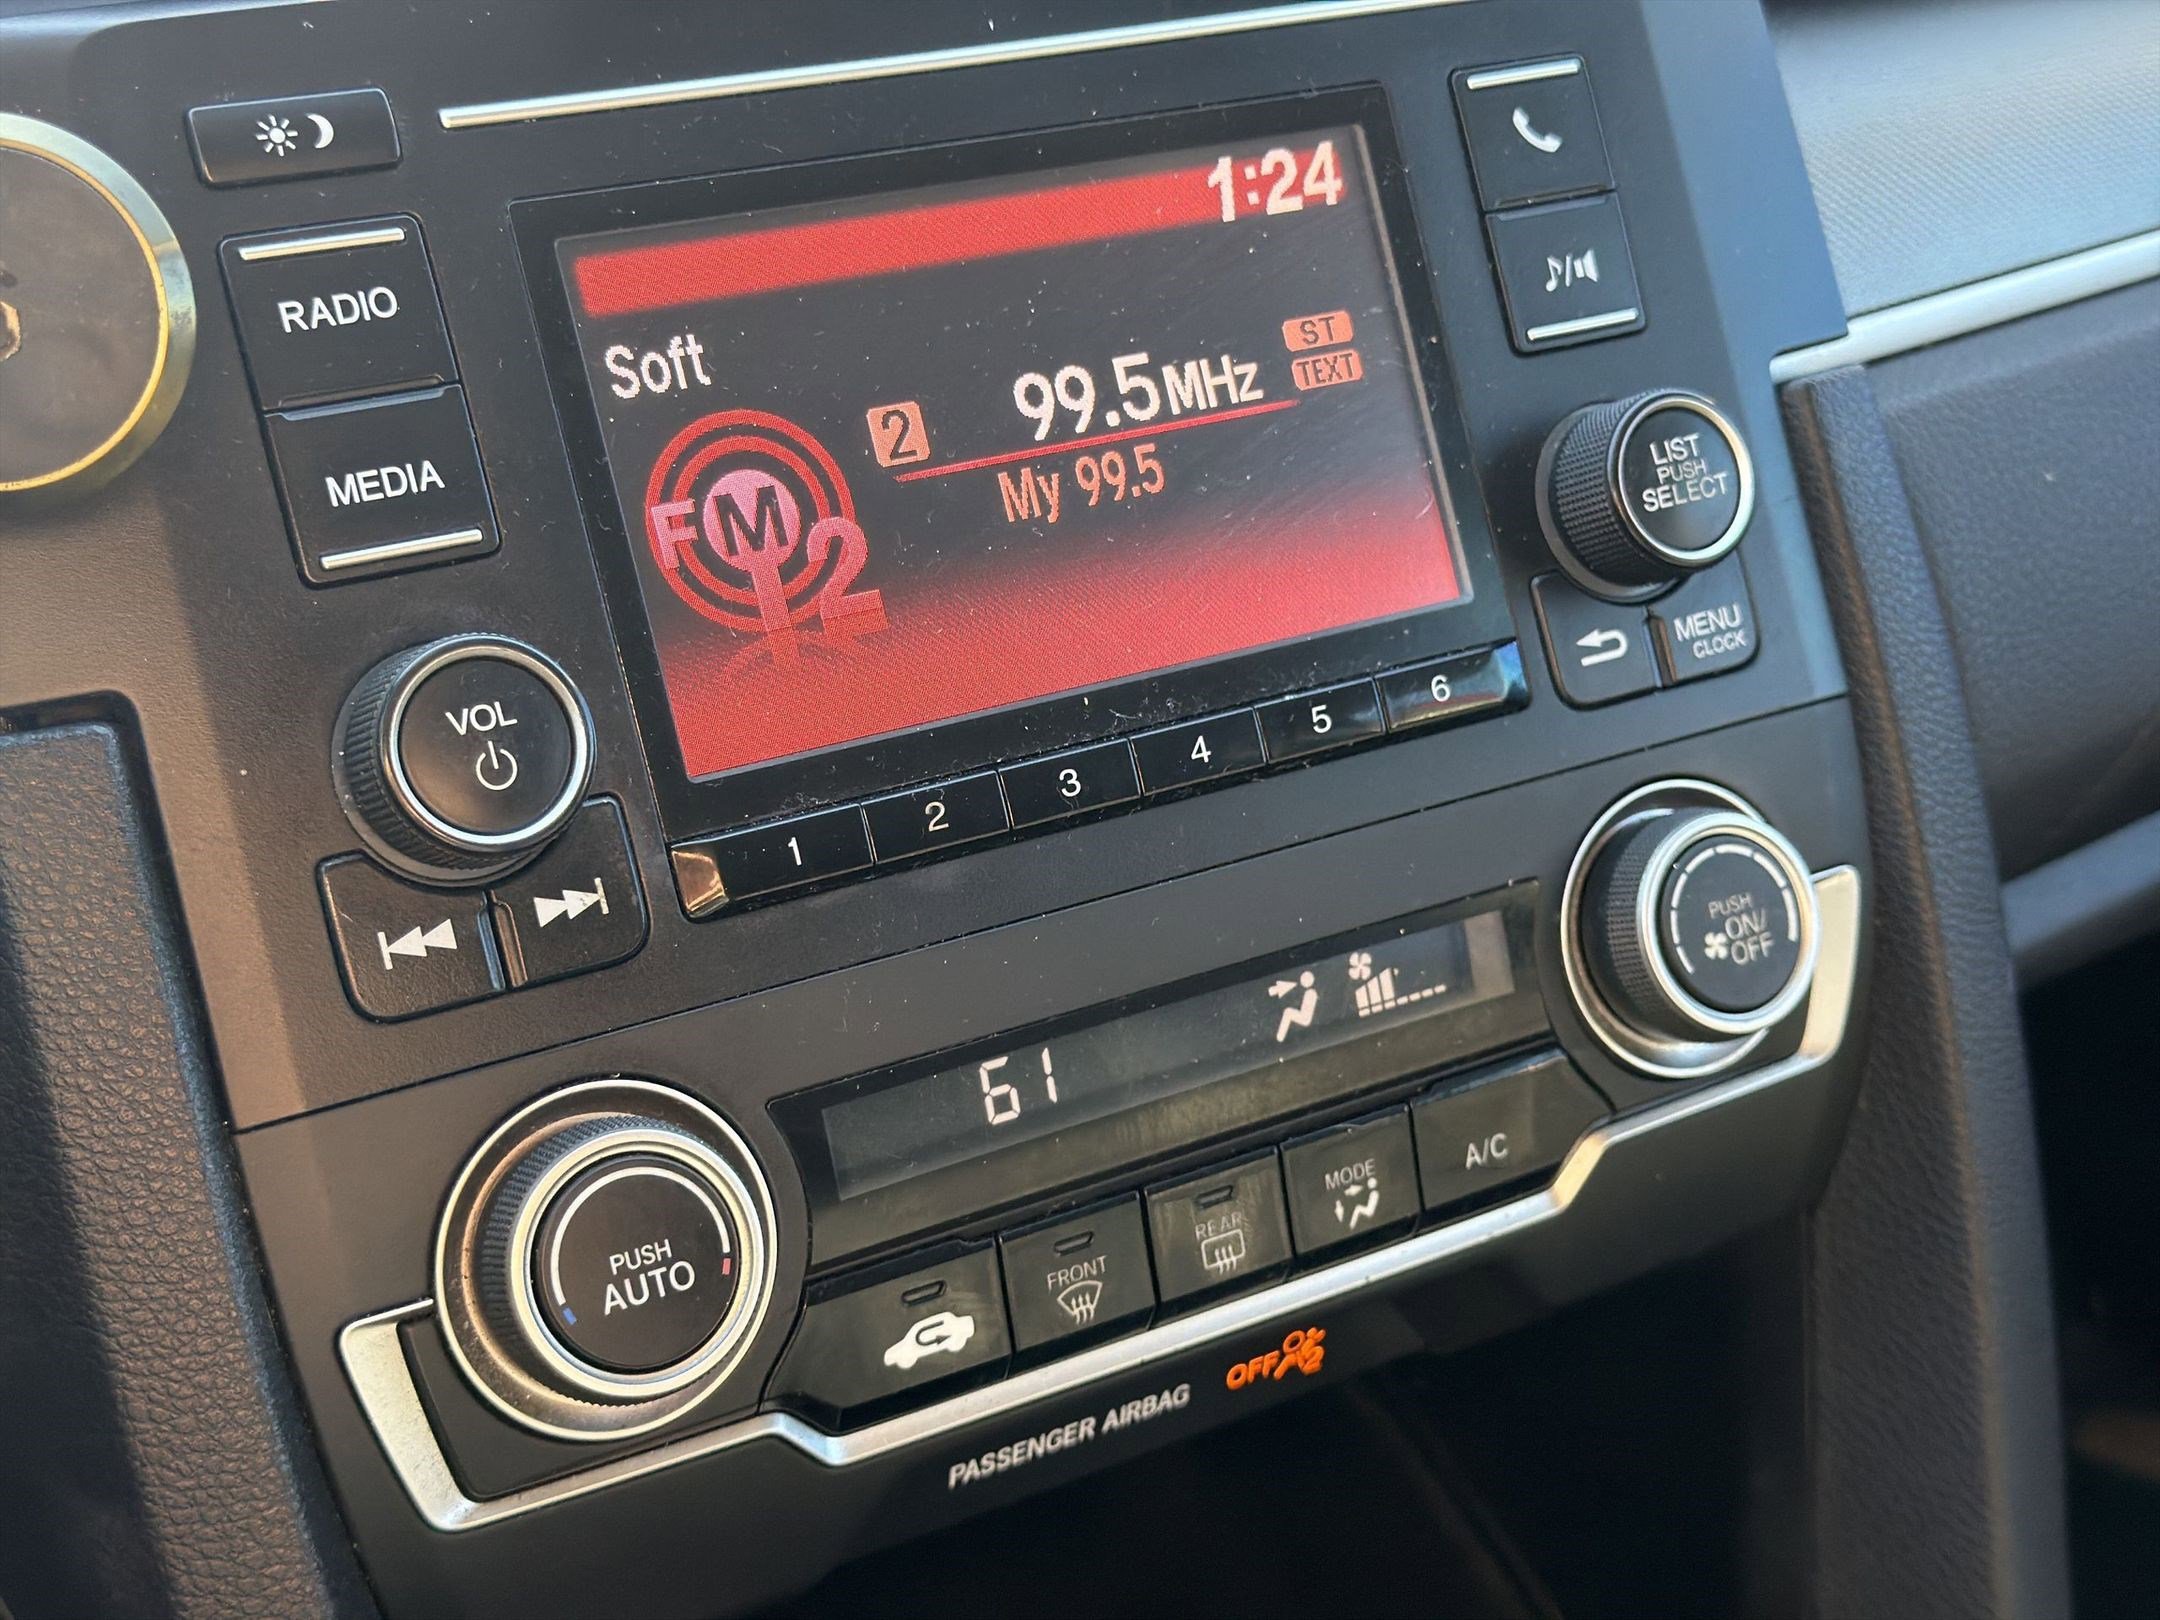 1:24
RADIO
Soft
ST
99.5MHz
TEXT
2
My 99.5
FM
2
MEDIA
LIST
PUSH
SELECT
MENU
CLOCK
VOL
1 2 3 4 5 6
PUSH
ON/
OFF
61
PUSH
AUTO
FRONT
REAR
MODE
A/C
PASSENGER AIRBAG OFF
2